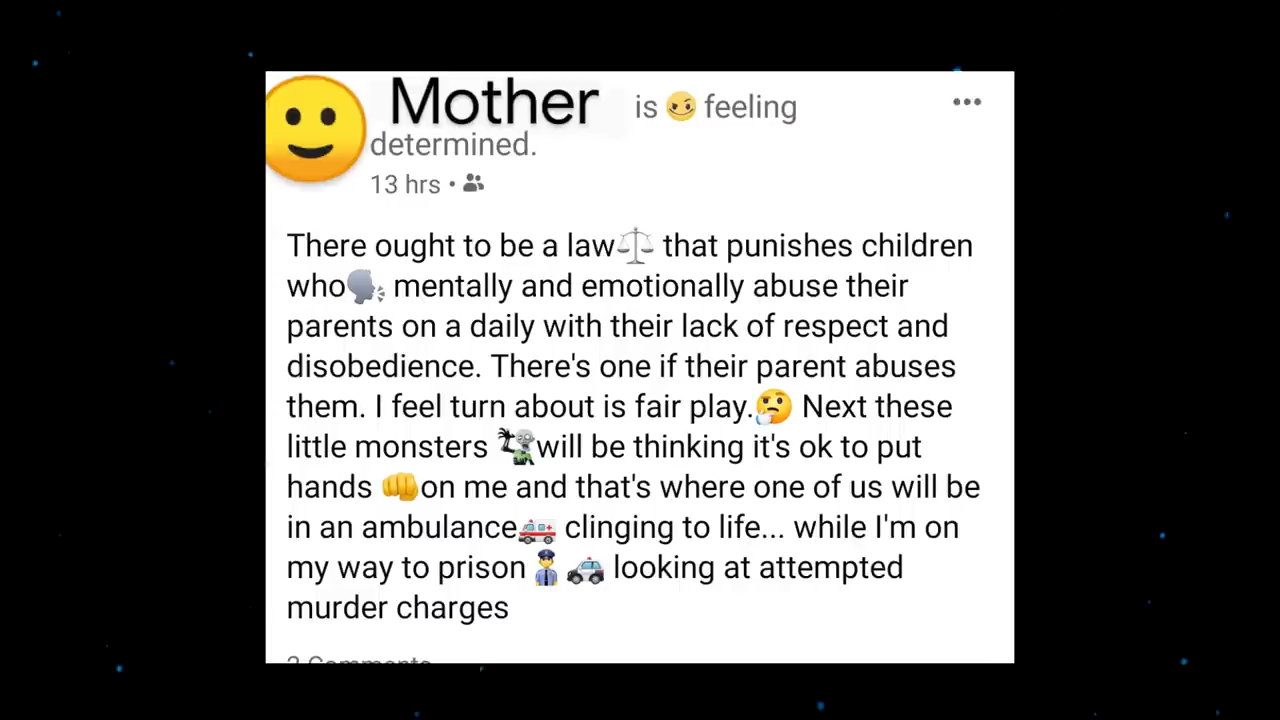 Mother is 🥴 feeling
determined.
13 hrs •
There ought to be a law⚖️ that punishes children
who🗣️ mentally and emotionally abuse their
parents on a daily with their lack of respect and
disobedience. There's one if their parent abuses
them. I feel turn about is fair play.🤔 Next these
little monsters 🧟will be thinking it's ok to put
hands 👊on me and that's where one of us will be
in an ambulance🚑 clinging to life... while I'm on
my way to prison👮🚓 looking at attempted
murder charges
Comments